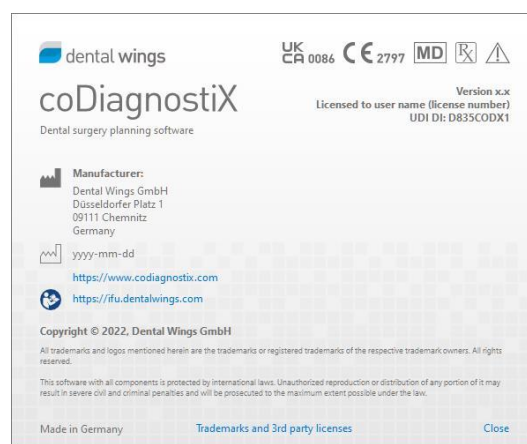 dental wings
UK CA 0086 CE 2797 MD Rx
coDiagnostiX
Dental surgery planning software
Version x.x
Licensed to user name (license number)
UDI DI: D835CODX1
Manufacturer:
Dental Wings GmbH
Düsseldorfer Platz 1
09111 Chemnitz
Germany
yyyy-mm-dd
https://www.codiagnostix.com
https://ifu.dentalwings.com
Copyright © 2022, Dental Wings GmbH
All trademarks and logos mentioned herein are the trademarks or registered trademarks of the respective trademark owners. All rights
reserved.
This software with all components is protected by international laws. Unauthorized reproduction or distribution of any portion of it may
result in severe civil and criminal penalties and will be prosecuted to the maximum extent possible under the law.
Made in Germany
Trademarks and 3rd party licenses
Close